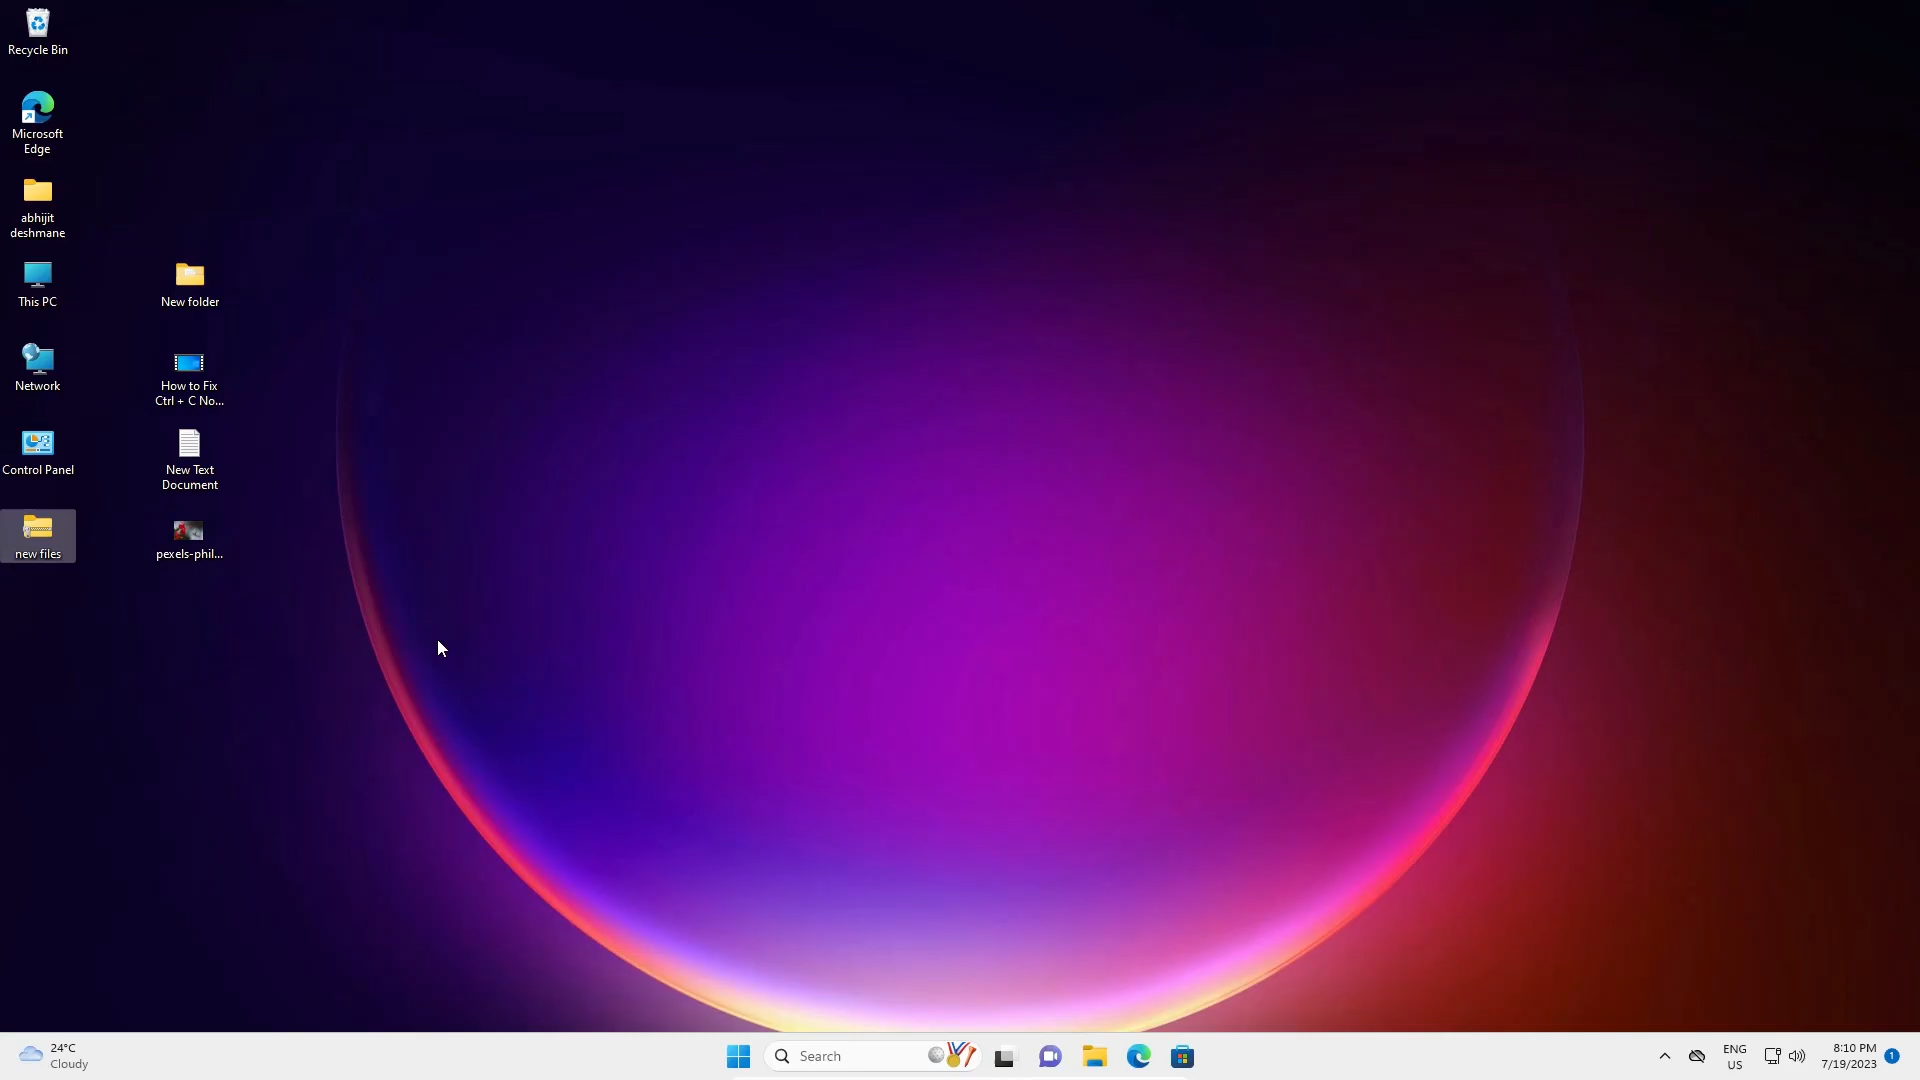 Recycle Bin
Microsoft
Edge
abhijit
deshmane
This PC
Network
Control Panel
new files
New folder
How to Fix
Ctrl + C No...
New Text
Document
pexels-phil...
24°C
Cloudy
Search
ENG
US
8:10 PM
7/19/2023
1